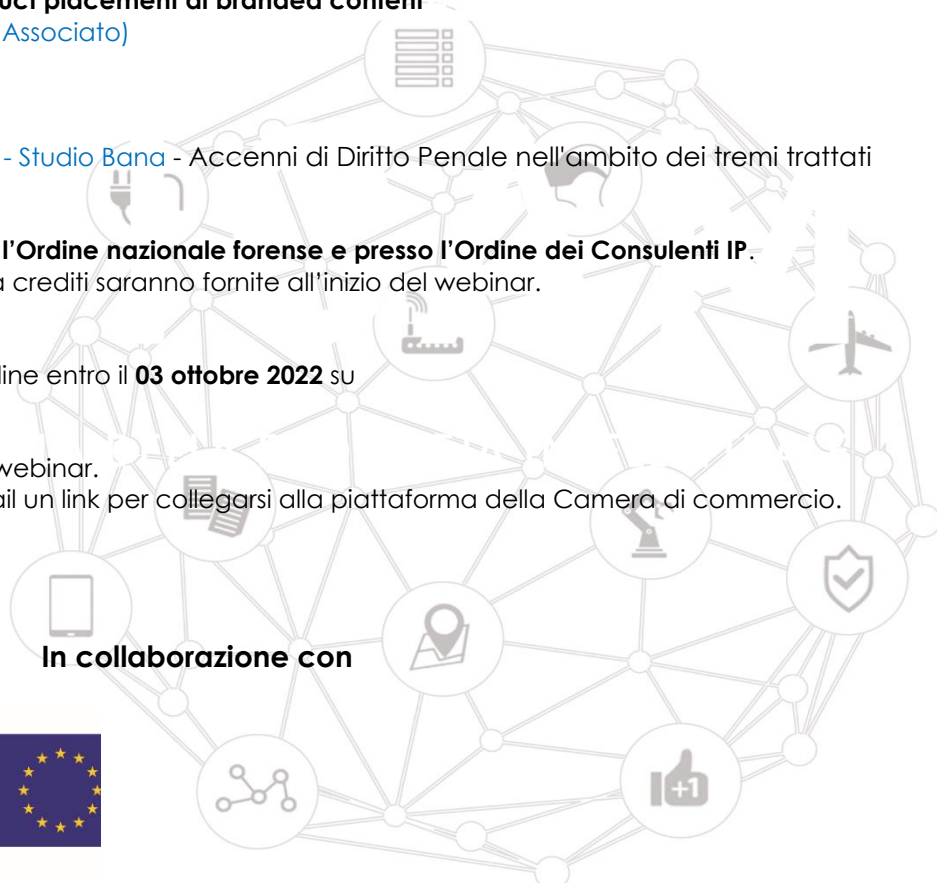 uct placement al branded content
Associato)
- Studio Bana - Accenni di Diritto Penale nell'ambito dei tremi trattati
l'Ordine nazionale forense e presso l'Ordine dei Consulenti IP.
a crediti saranno fornite all'inizio del webinar.
line entro il 03 ottobre 2022 su
webinar.
ail un link per collegarsi alla piattaforma della Camera di commercio.
In collaborazione con
+1